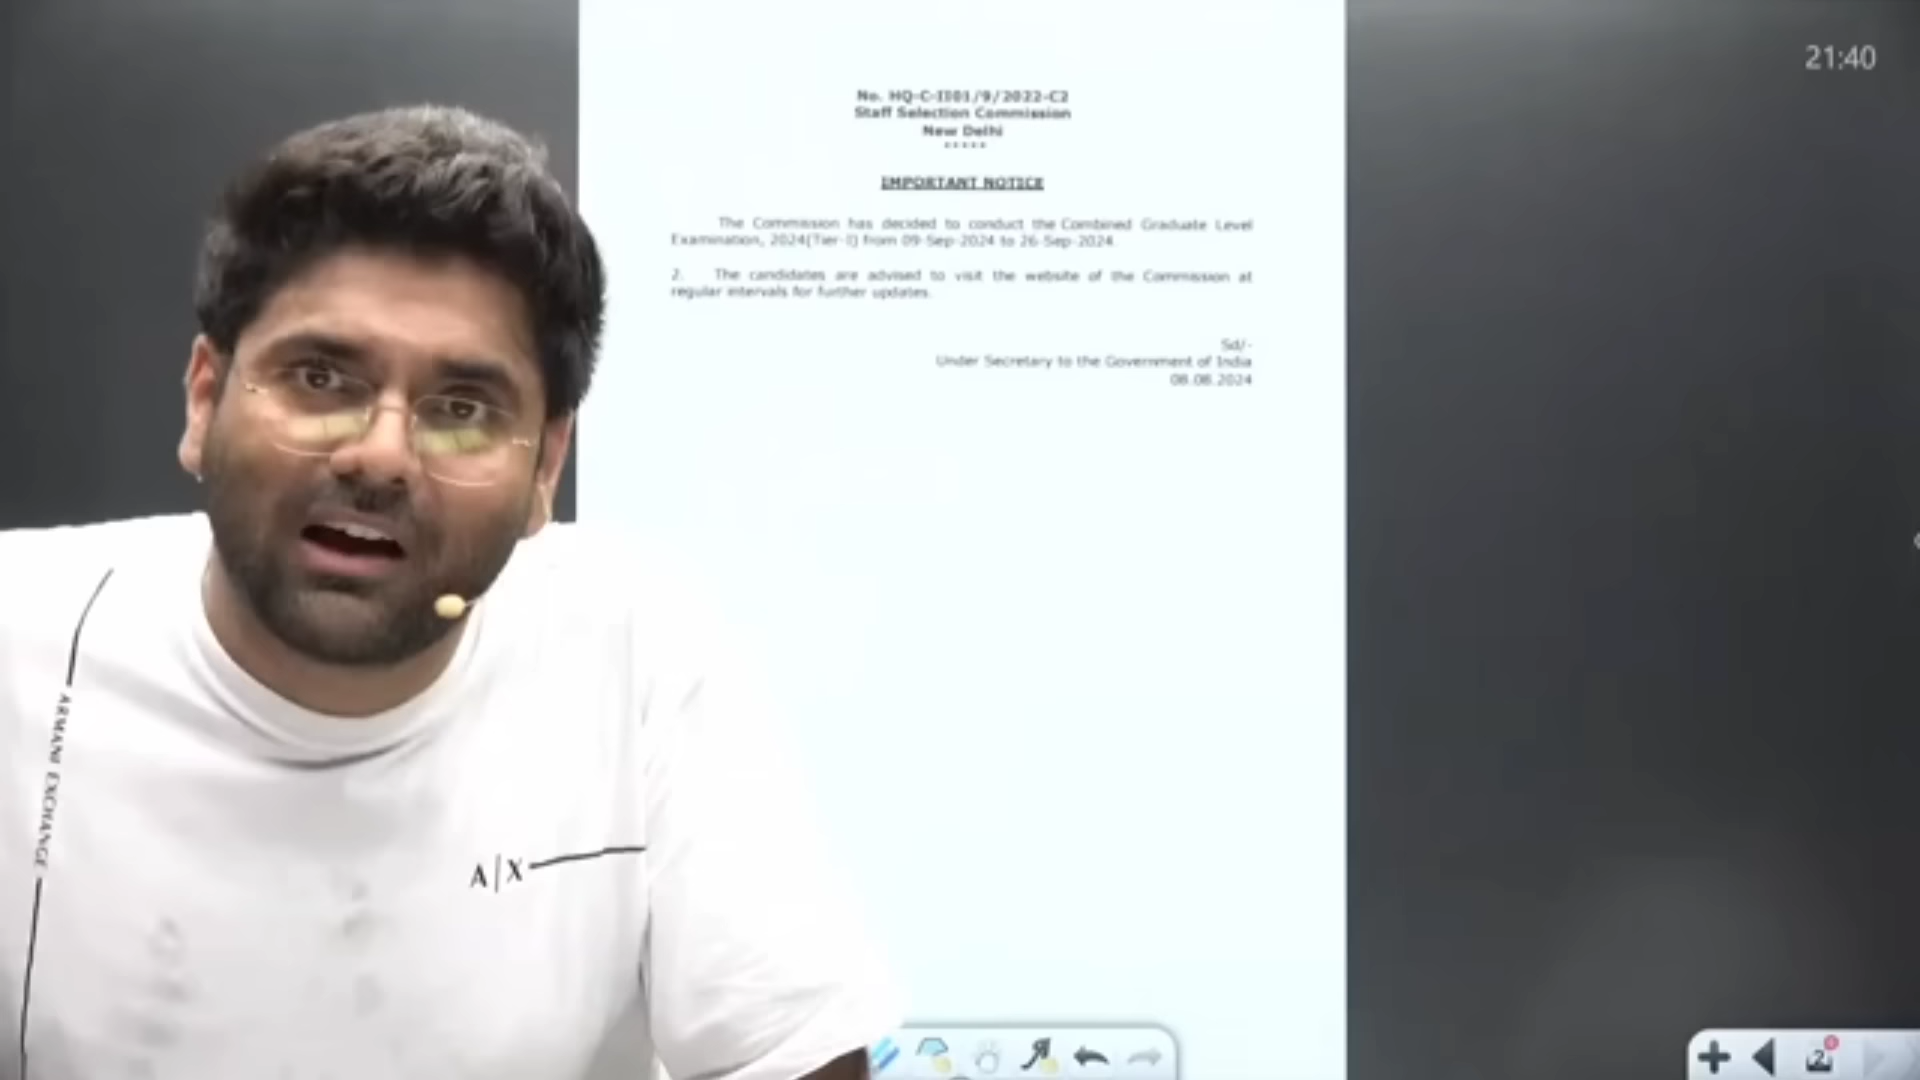 21:40
No. HQ-C-II01/9/2022-C2
Staff Selection Commission
New Delhi
*****
IMPORTANT NOTICE
The Commission has decided to conduct the Combined Graduate Level
Examination, 2024(Tier-I) from 09-Sep-2024 to 26-Sep-2024.
2. The candidates are advised to visit the website of the Commission at
regular intervals for further updates.
Sd/-
Under Secretary to the Government of India
08.08.2024
ARMANI EXCHANGE
A|X
2